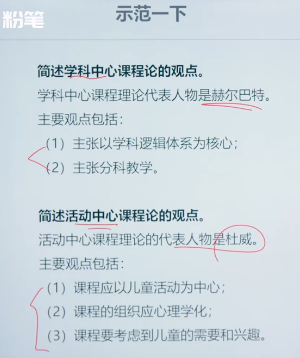 粉笔
示范一下
简述学科中心课程论的观点。
学科中心课程理论代表人物是赫尔巴特。
主要观点包括：
（1）主张以学科逻辑体系为核心；
（2）主张分科教学。
简述活动中心课程论的观点。
活动中心课程理论的代表人物是杜威。
主要观点包括：
（1）课程应以儿童活动为中心；
（2）课程的组织应心理学化；
（3）课程要考虑到儿童的需要和兴趣。